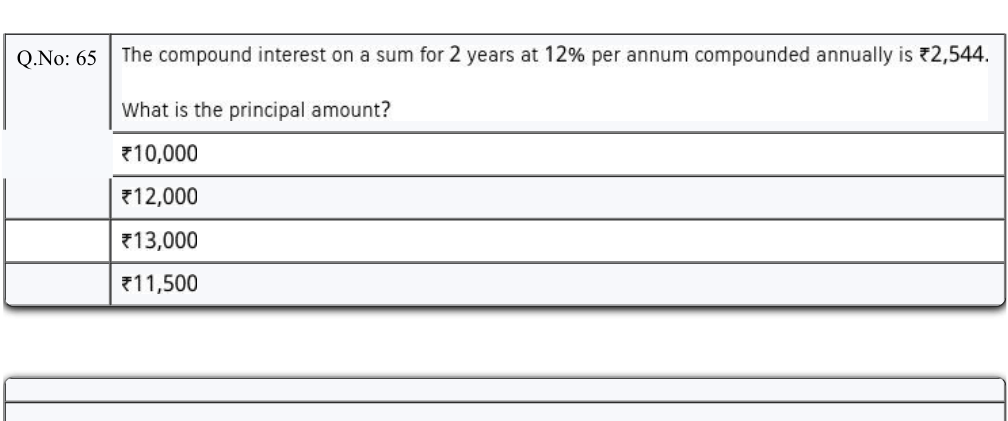 Q.No: 65 The compound interest on a sum for 2 years at 12% per annum compounded annually is ₹2,544.
What is the principal amount?
₹10,000
₹12,000
₹13,000
₹11,500